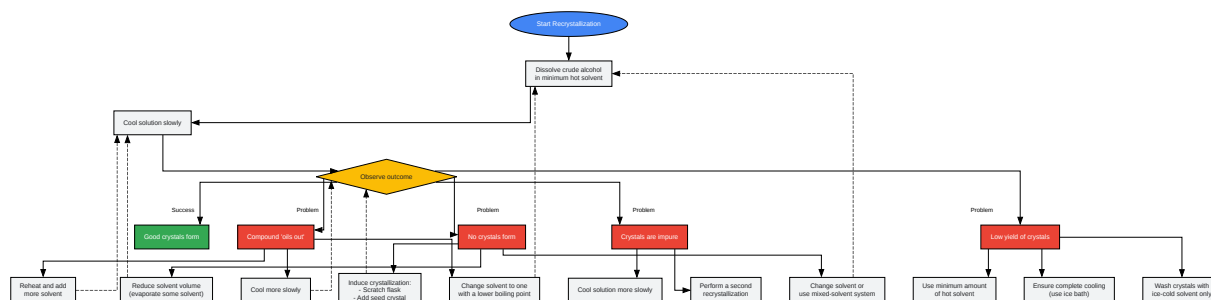 Start Recrystallization
Dissolve crude alcohol
in minimum hot solvent
Cool solution slowly
Observe outcome
Success
Problem
Problem
Problem
Problem
Good crystals form
Compound 'oils out'
No crystals form
Crystals are impure
Low yield of crystals
Reheat and add
more solvent
Reduce solvent volume
(evaporate some solvent)
Cool more slowly
Induce crystallization:
- Scratch flask
- Add seed crystal
Change solvent to one
with a lower boiling point
Cool solution more slowly
Perform a second
recrystallization
Change solvent or
use mixed-solvent system
Use minimum amount
of hot solvent
Ensure complete cooling
(use ice bath)
Wash crystals with
ice-cold solvent only